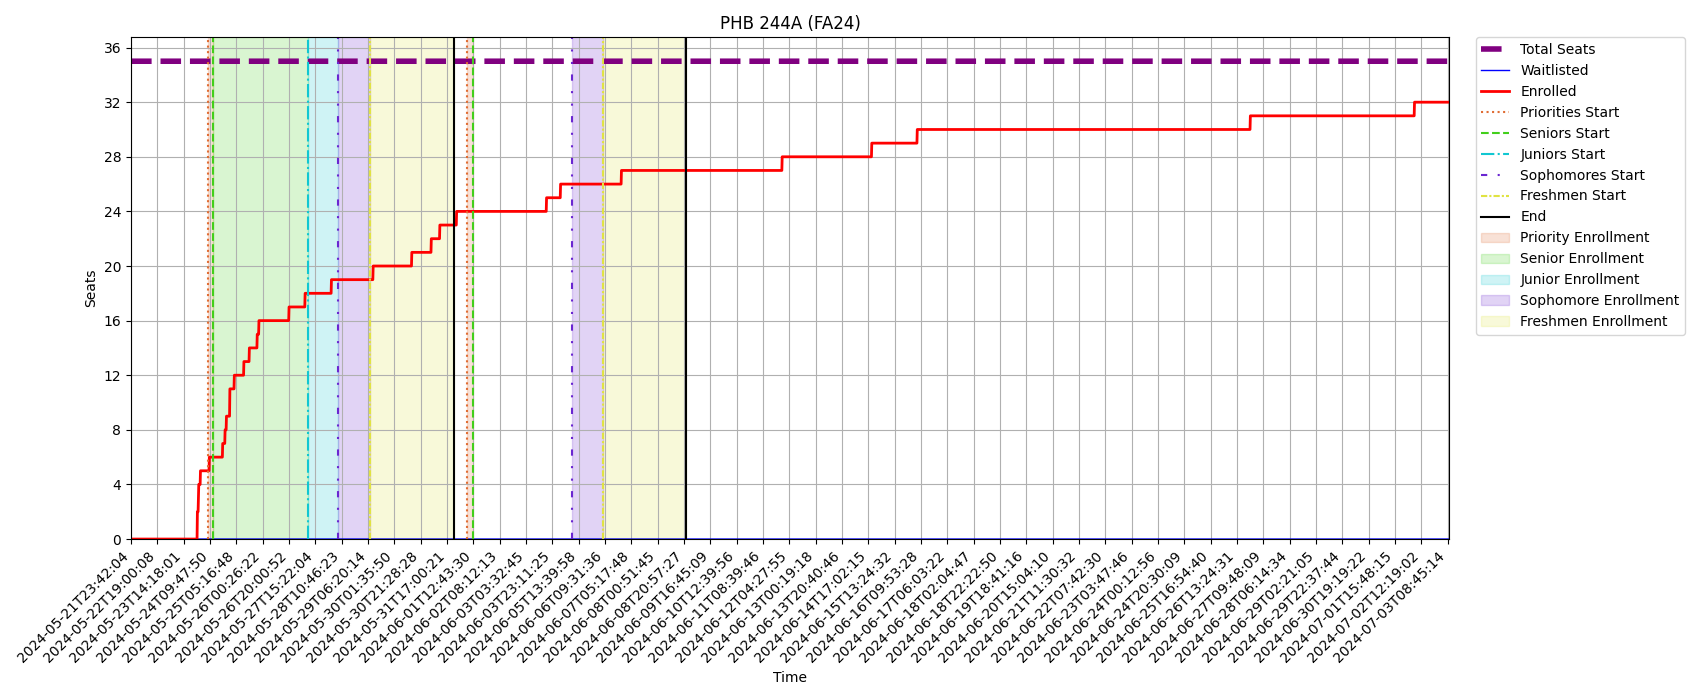 PHB 244A (FA24)
Seats
36
32
28
24
20
16
12
8
4
0
2024-05-21T23:42:04
2024-05-22T19:00:08
2024-05-23T14:18:01
2024-05-24T09:47:50
2024-05-25T05:16:48
2024-05-26T00:26:22
2024-05-26T20:00:52
2024-05-27T15:22:04
2024-05-28T10:46:23
2024-05-29T06:20:14
2024-05-30T01:35:50
2024-05-30T21:28:28
2024-05-31T17:00:21
2024-06-01T12:43:30
2024-06-02T08:12:13
2024-06-03T03:32:45
2024-06-03T23:11:25
2024-06-05T13:39:58
2024-06-06T09:31:36
2024-06-07T05:17:48
2024-06-08T00:51:45
2024-06-08T20:57:27
2024-06-09T16:45:09
2024-06-10T12:39:56
2024-06-11T08:39:46
2024-06-12T04:27:55
2024-06-13T00:19:18
2024-06-13T20:40:46
2024-06-14T17:02:15
2024-06-15T13:24:32
2024-06-16T09:53:28
2024-06-17T06:03:22
2024-06-18T02:04:47
2024-06-18T22:22:50
2024-06-19T18:41:16
2024-06-20T15:04:10
2024-06-21T11:30:32
2024-06-22T07:42:30
2024-06-23T03:47:46
2024-06-24T00:12:56
2024-06-24T20:30:09
2024-06-25T16:54:40
2024-06-26T13:24:31
2024-06-27T09:48:09
2024-06-28T06:14:34
2024-06-29T02:21:05
2024-06-29T22:37:44
2024-06-30T19:19:22
2024-07-01T15:48:15
2024-07-02T12:19:02
2024-07-03T08:45:14
Time
Total Seats
Waitlisted
Enrolled
Priorities Start
Seniors Start
Juniors Start
Sophomores Start
Freshmen Start
End
Priority Enrollment
Senior Enrollment
Junior Enrollment
Sophomore Enrollment
Freshmen Enrollment